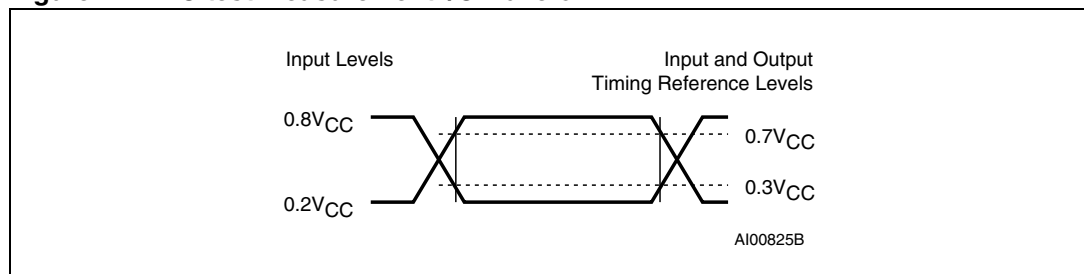 Input Levels
Input and Output
Timing Reference Levels
0.8VCC
0.7VCC
0.3VCC
0.2VCC
AI00825B